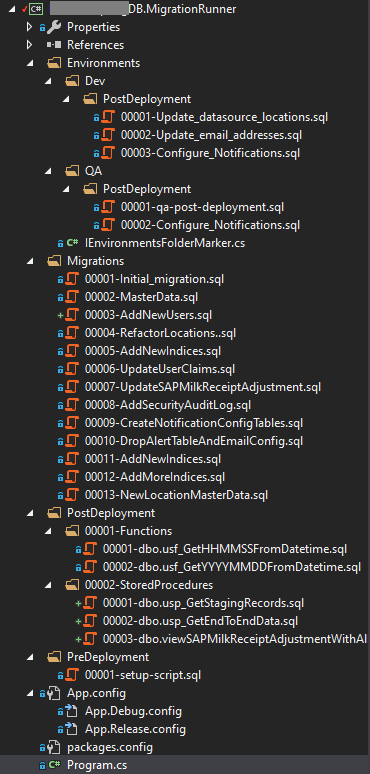 DB.MigrationRunner
Properties
References
Environments
Dev
PostDeployment
00001-Update_datasource_locations.sql
00002-Update_email_addresses.sql
00003-Configure_Notifications.sql
QA
PostDeployment
00001-qa-post-deployment.sql
00002-Configure_Notifications.sql
IEnvironmentsFolderMarker.cs
Migrations
00001-Initial_migration.sql
00002-MasterData.sql
00003-AddNewUsers.sql
00004-RefactorLocations..sql
00005-AddNewIndices.sql
00006-UpdateUserClaims.sql
00007-UpdateSAPMilkReceiptAdjustment.sql
00008-AddSecurityAuditLog.sql
00009-CreateNotificationConfigTables.sql
00010-DropAlertTableAndEmailConfig.sql
00011-AddNewIndices.sql
00012-AddMoreIndices.sql
00013-NewLocationMasterData.sql
PostDeployment
00001-Functions
00001-dbo.usf_GetHHMMSSFromDatetime.sql
00002-dbo.usf_GetYYYYMMDDFromDatetime.sql
00002-StoredProcedures
00001-dbo.usp_GetStagingRecords.sql
00002-dbo.usp_GetEndToEndData.sql
00003-dbo.viewSAPMilkReceiptAdjustmentWithAl
PreDeployment
00001-setup-script.sql
App.config
App.Debug.config
App.Release.config
packages.config
C# Program.cs